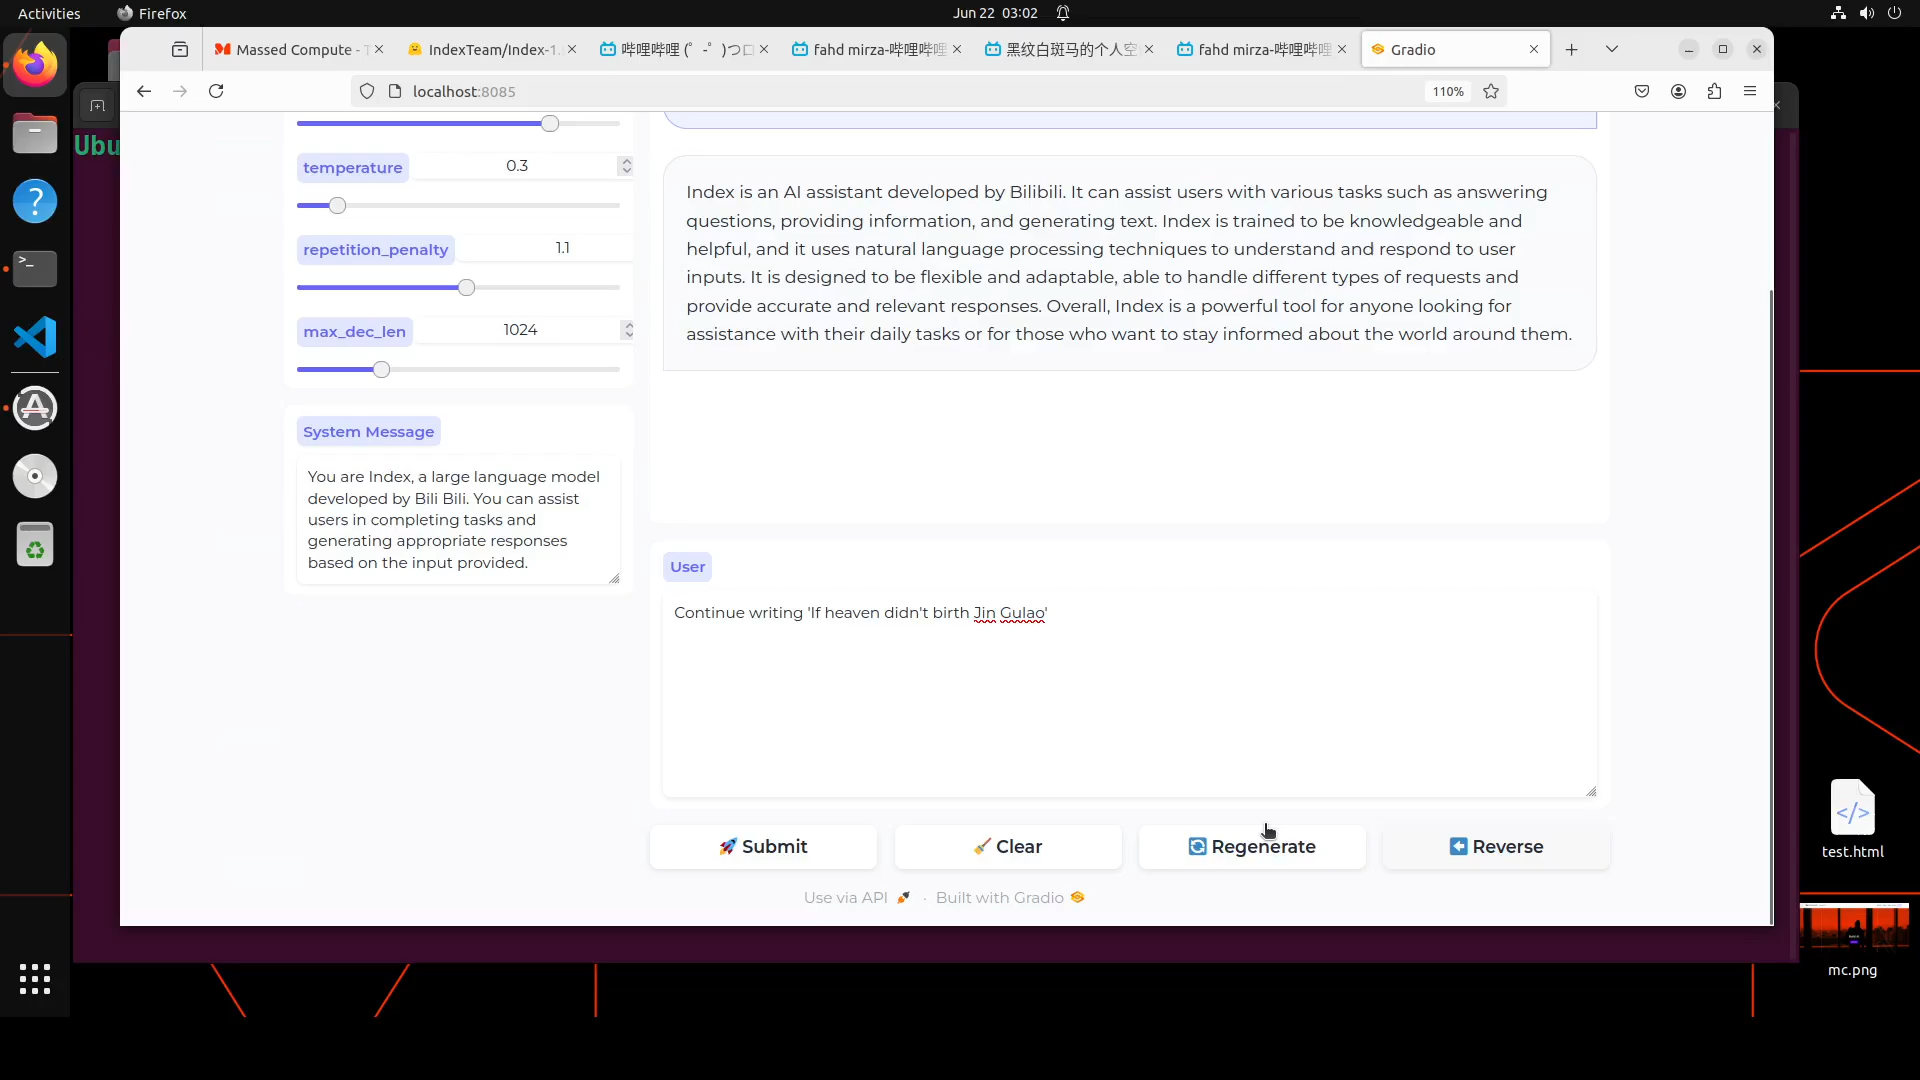 Activities
Firefox
Jun 22 03:02
Massed Compute - T
IndexTeam/Index-1.
哔哩哔哩 (゜-゜)つロ
fahd mirza-哔哩哔哩
黑纹白斑马的个人空
fahd mirza-哔哩哔哩
Gradio
localhost:8085
110%
Ubu
temperature
0.3
repetition_penalty
1.1
max_dec_len
1024
System Message
You are Index, a large language model
developed by Bili Bili. You can assist
users in completing tasks and
generating appropriate responses
based on the input provided.
Index is an AI assistant developed by Bilibili. It can assist users with various tasks such as answering
questions, providing information, and generating text. Index is trained to be knowledgeable and
helpful, and it uses natural language processing techniques to understand and respond to user
inputs. It is designed to be flexible and adaptable, able to handle different types of requests and
provide accurate and relevant responses. Overall, Index is a powerful tool for anyone looking for
assistance with their daily tasks or for those who want to stay informed about the world around them.
User
Continue writing 'If heaven didn't birth Jin Gulao'
Submit
Clear
Regenerate
Reverse
Use via API
·
Built with Gradio
test.html
mc.png